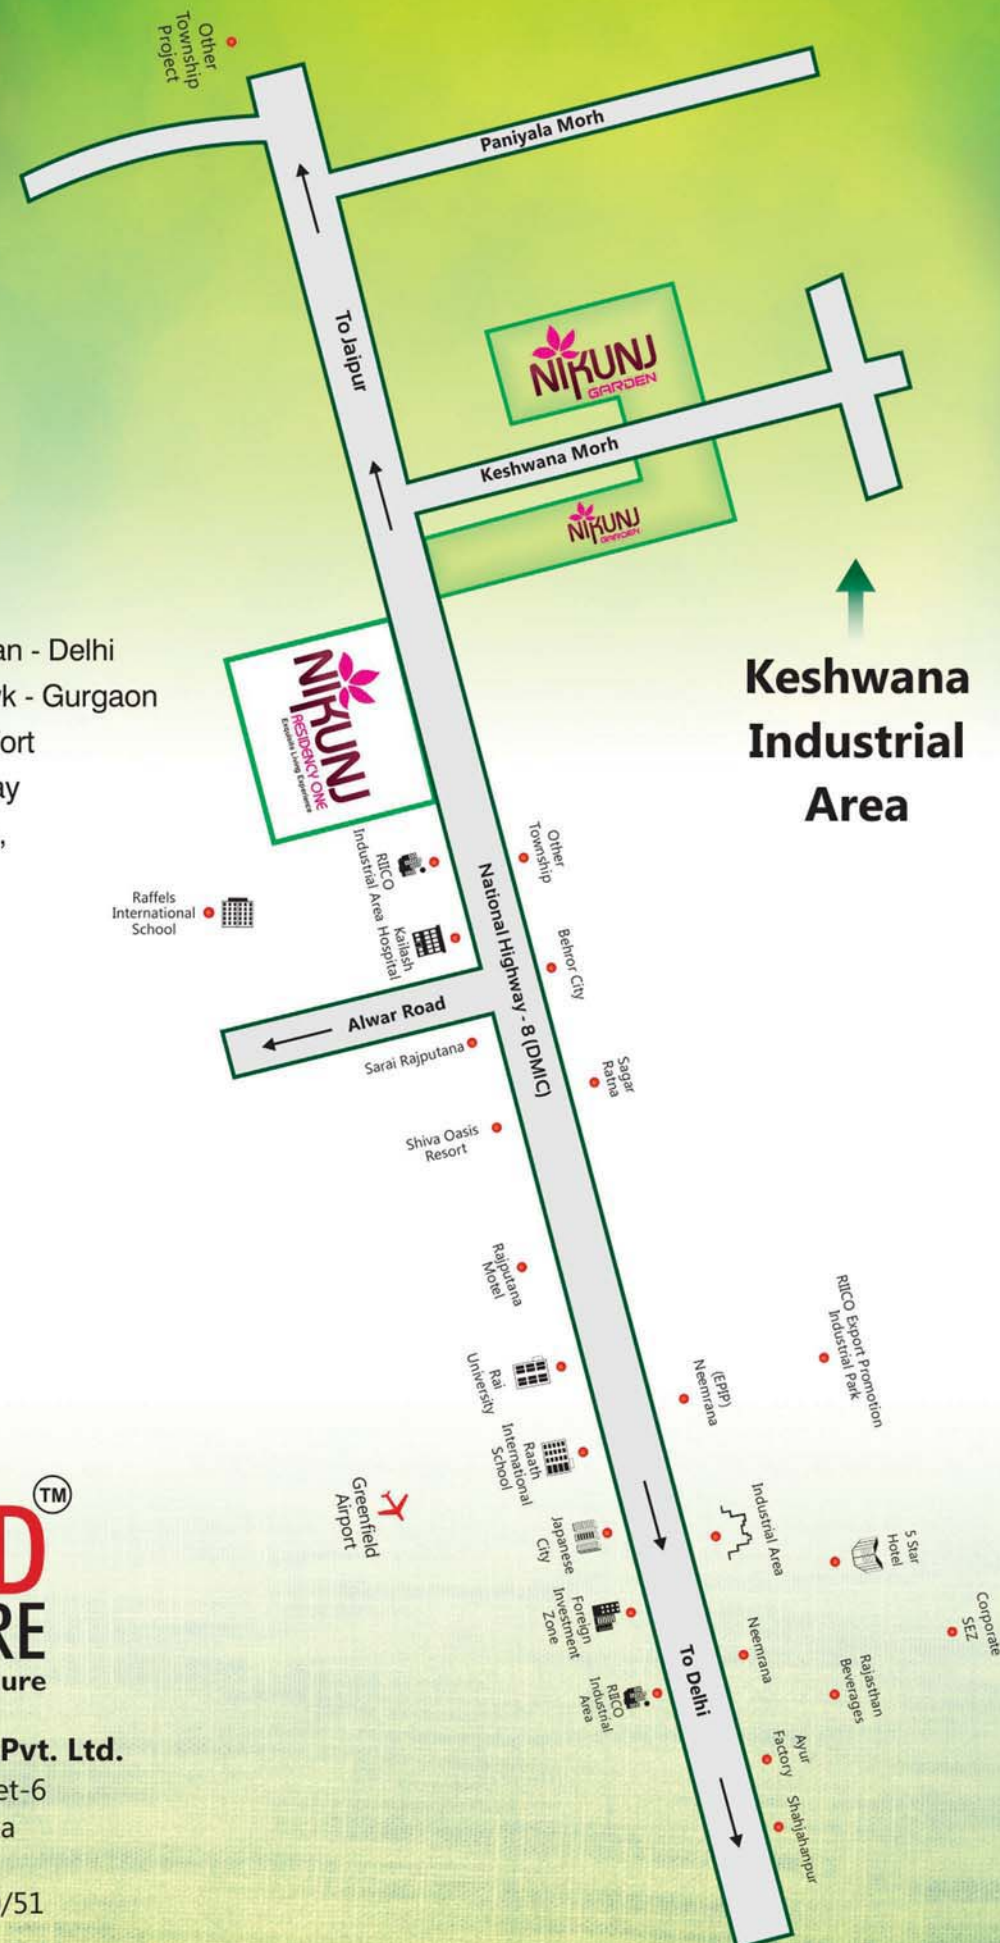 Other
Township
Project
Paniyala Morh
To Jaipur
NIKUNJ
GARDEN
Keshwana Morh
NIKUNJ
GARDEN
an - Delhi
k - Gurgaon
ort
ay
,
NIKUNJ
RESIDENCY ONE
Exquisite Living Experience
Keshwana
Industrial
Area
RIICO
Industrial Area Hospital
Kailash
Other
Township
Raffels
International
School
National Highway - 8 (DMIC)
Behror City
Alwar Road
Sarai Rajputana
Sagar
Ratna
Shiva Oasis
Resort
Rajputana
Motel
RIICO Export Promotion
Industrial Park
Rai
University
(EPIP)
Neemrana
Raath
International
School
Greenfield
Airport
Japanese
City
Industrial Area
5 Star
Hotel
Foreign
Investment
Zone
Corporate
SEZ
To Delhi
Neemrana
Rajasthan
Beverages
RIICO
Industrial
Area
Ayur
Factory
Shahjahanpur
TM
D
RE
ure
Pvt. Ltd.
et-6
a
/51